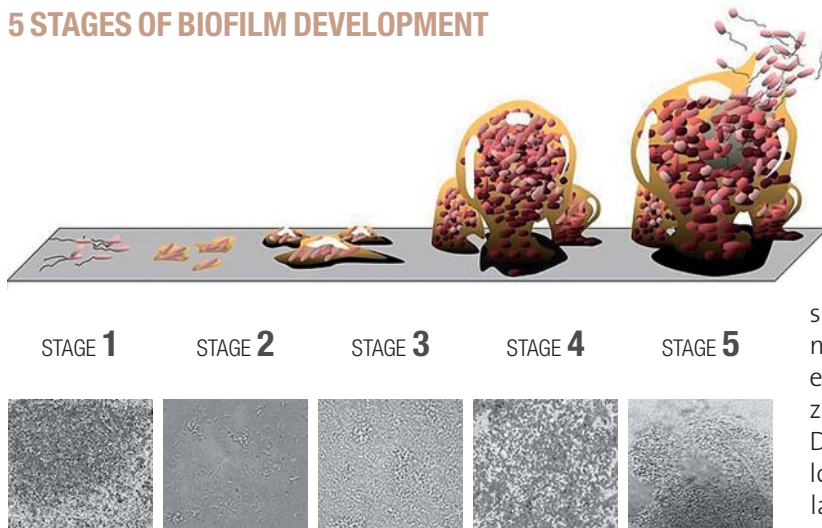 5 STAGES OF BIOFILM DEVELOPMENT
STAGE 1
STAGE 2
STAGE 3
STAGE 4
STAGE 5